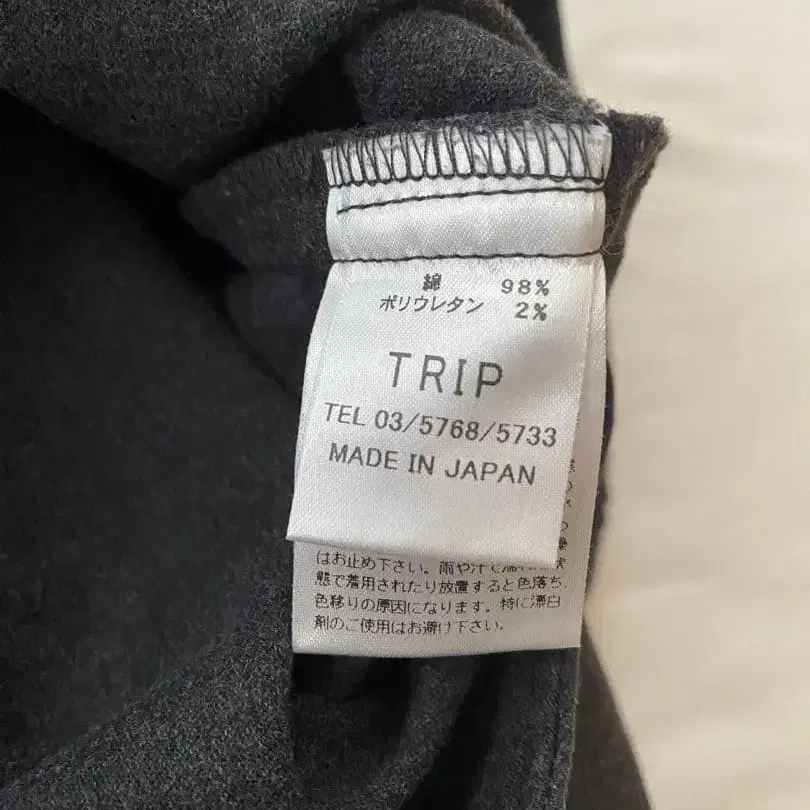 綿 98%
ポリウレタン 2%
TRIP
TEL 03/5768/5733
MADE IN JAPAN
はお止め下さい。雨や汗で
態で着用されたり放置すると色落ち、
色移りの原因になります。特に漂白
剤のご使用はお避け下さい。